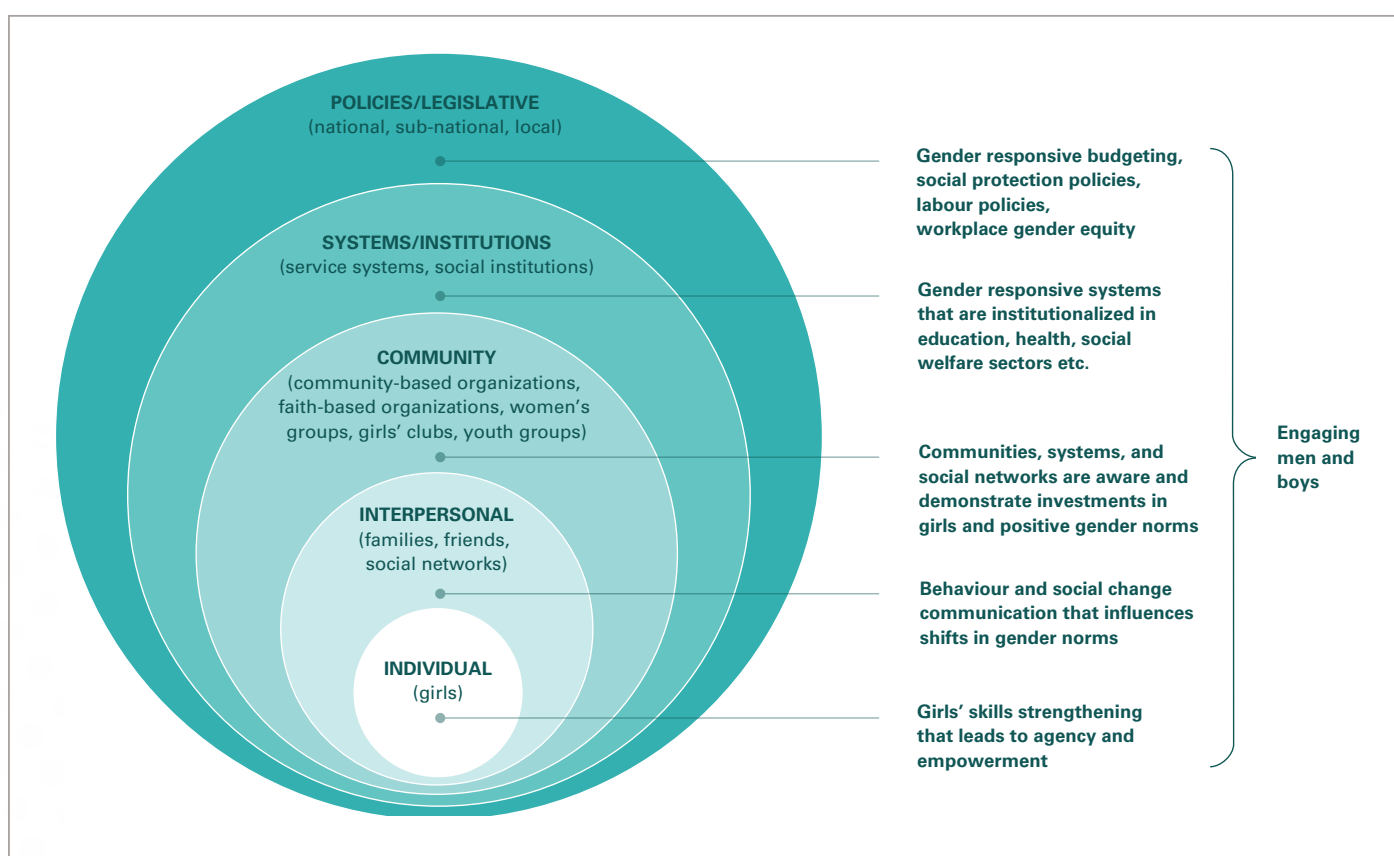 POLICIES/LEGISLATIVE
(national, sub-national, local)
Gender responsive budgeting,
social protection policies,
labour policies,
workplace gender equity
SYSTEMS/INSTITUTIONS
(service systems, social institutions)
Gender responsive systems
that are institutionalized in
education, health, social
welfare sectors etc.
COMMUNITY
(community-based organizations,
faith-based organizations, women’s
groups, girls’ clubs, youth groups)
Communities, systems, and
social networks are aware and
demonstrate investments in
girls and positive gender norms
INTERPERSONAL
(families, friends,
social networks)
Behaviour and social change
communication that influences
shifts in gender norms
INDIVIDUAL
(girls)
Girls’ skills strengthening
that leads to agency and
empowerment
Engaging
men and
boys